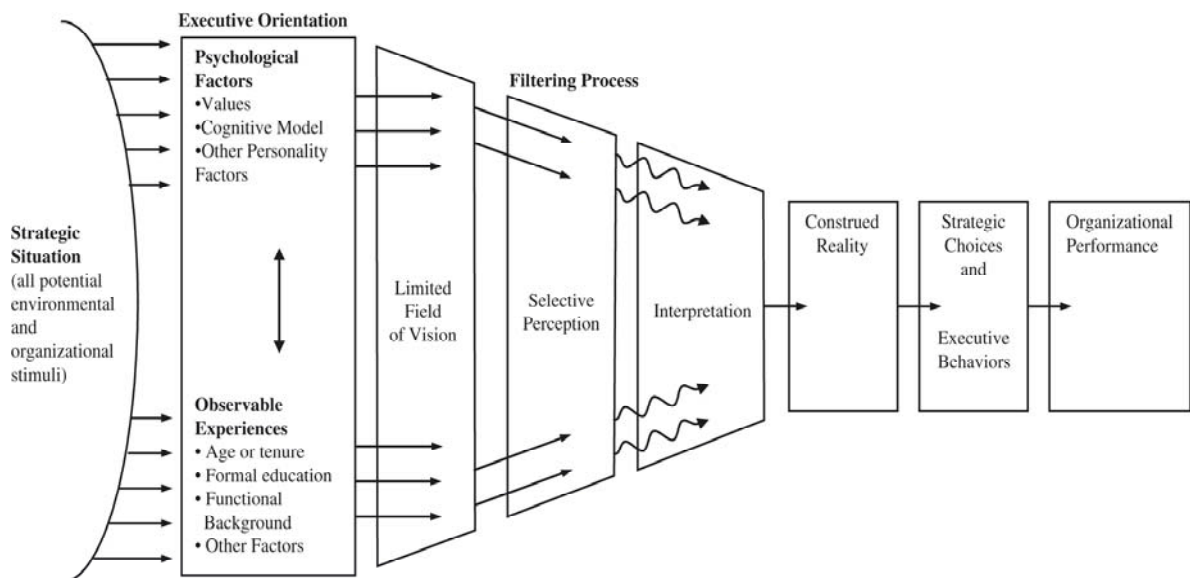 Executive Orientation
Strategic
Situation
(all potential
environmental
and
organizational
stimuli)
Psychological
Factors
•Values
•Cognitive Model
•Other Personality
Factors
Observable
Experiences
• Age or tenure
• Formal education
• Functional
Background
• Other Factors
Limited
Field
of Vision
Filtering Process
Selective
Perception
Interpretation
Construed
Reality
Strategic
Choices
and
Executive
Behaviors
Organizational
Performance